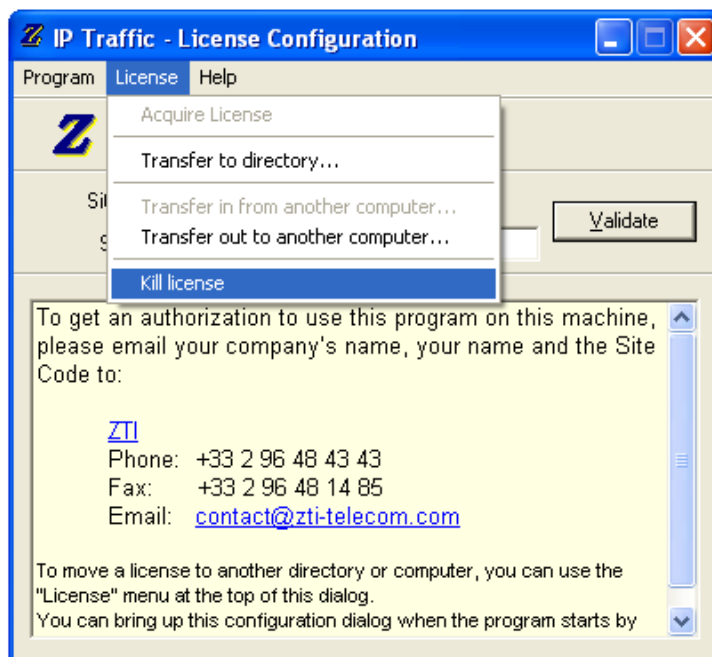 IP Traffic - License Configuration
Program License Help
Z
Acquire License
Transfer to directory...
Transfer in from another computer...
Transfer out to another computer...
Kill license
Validate
To get an authorization to use this program on this machine,
please email your company's name, your name and the Site
Code to:
ZTI
Phone: +33 2 96 48 43 43
Fax: +33 2 96 48 14 85
Email: contact@zti-telecom.com
To move a license to another directory or computer, you can use the
"License" menu at the top of this dialog.
You can bring up this configuration dialog when the program starts by